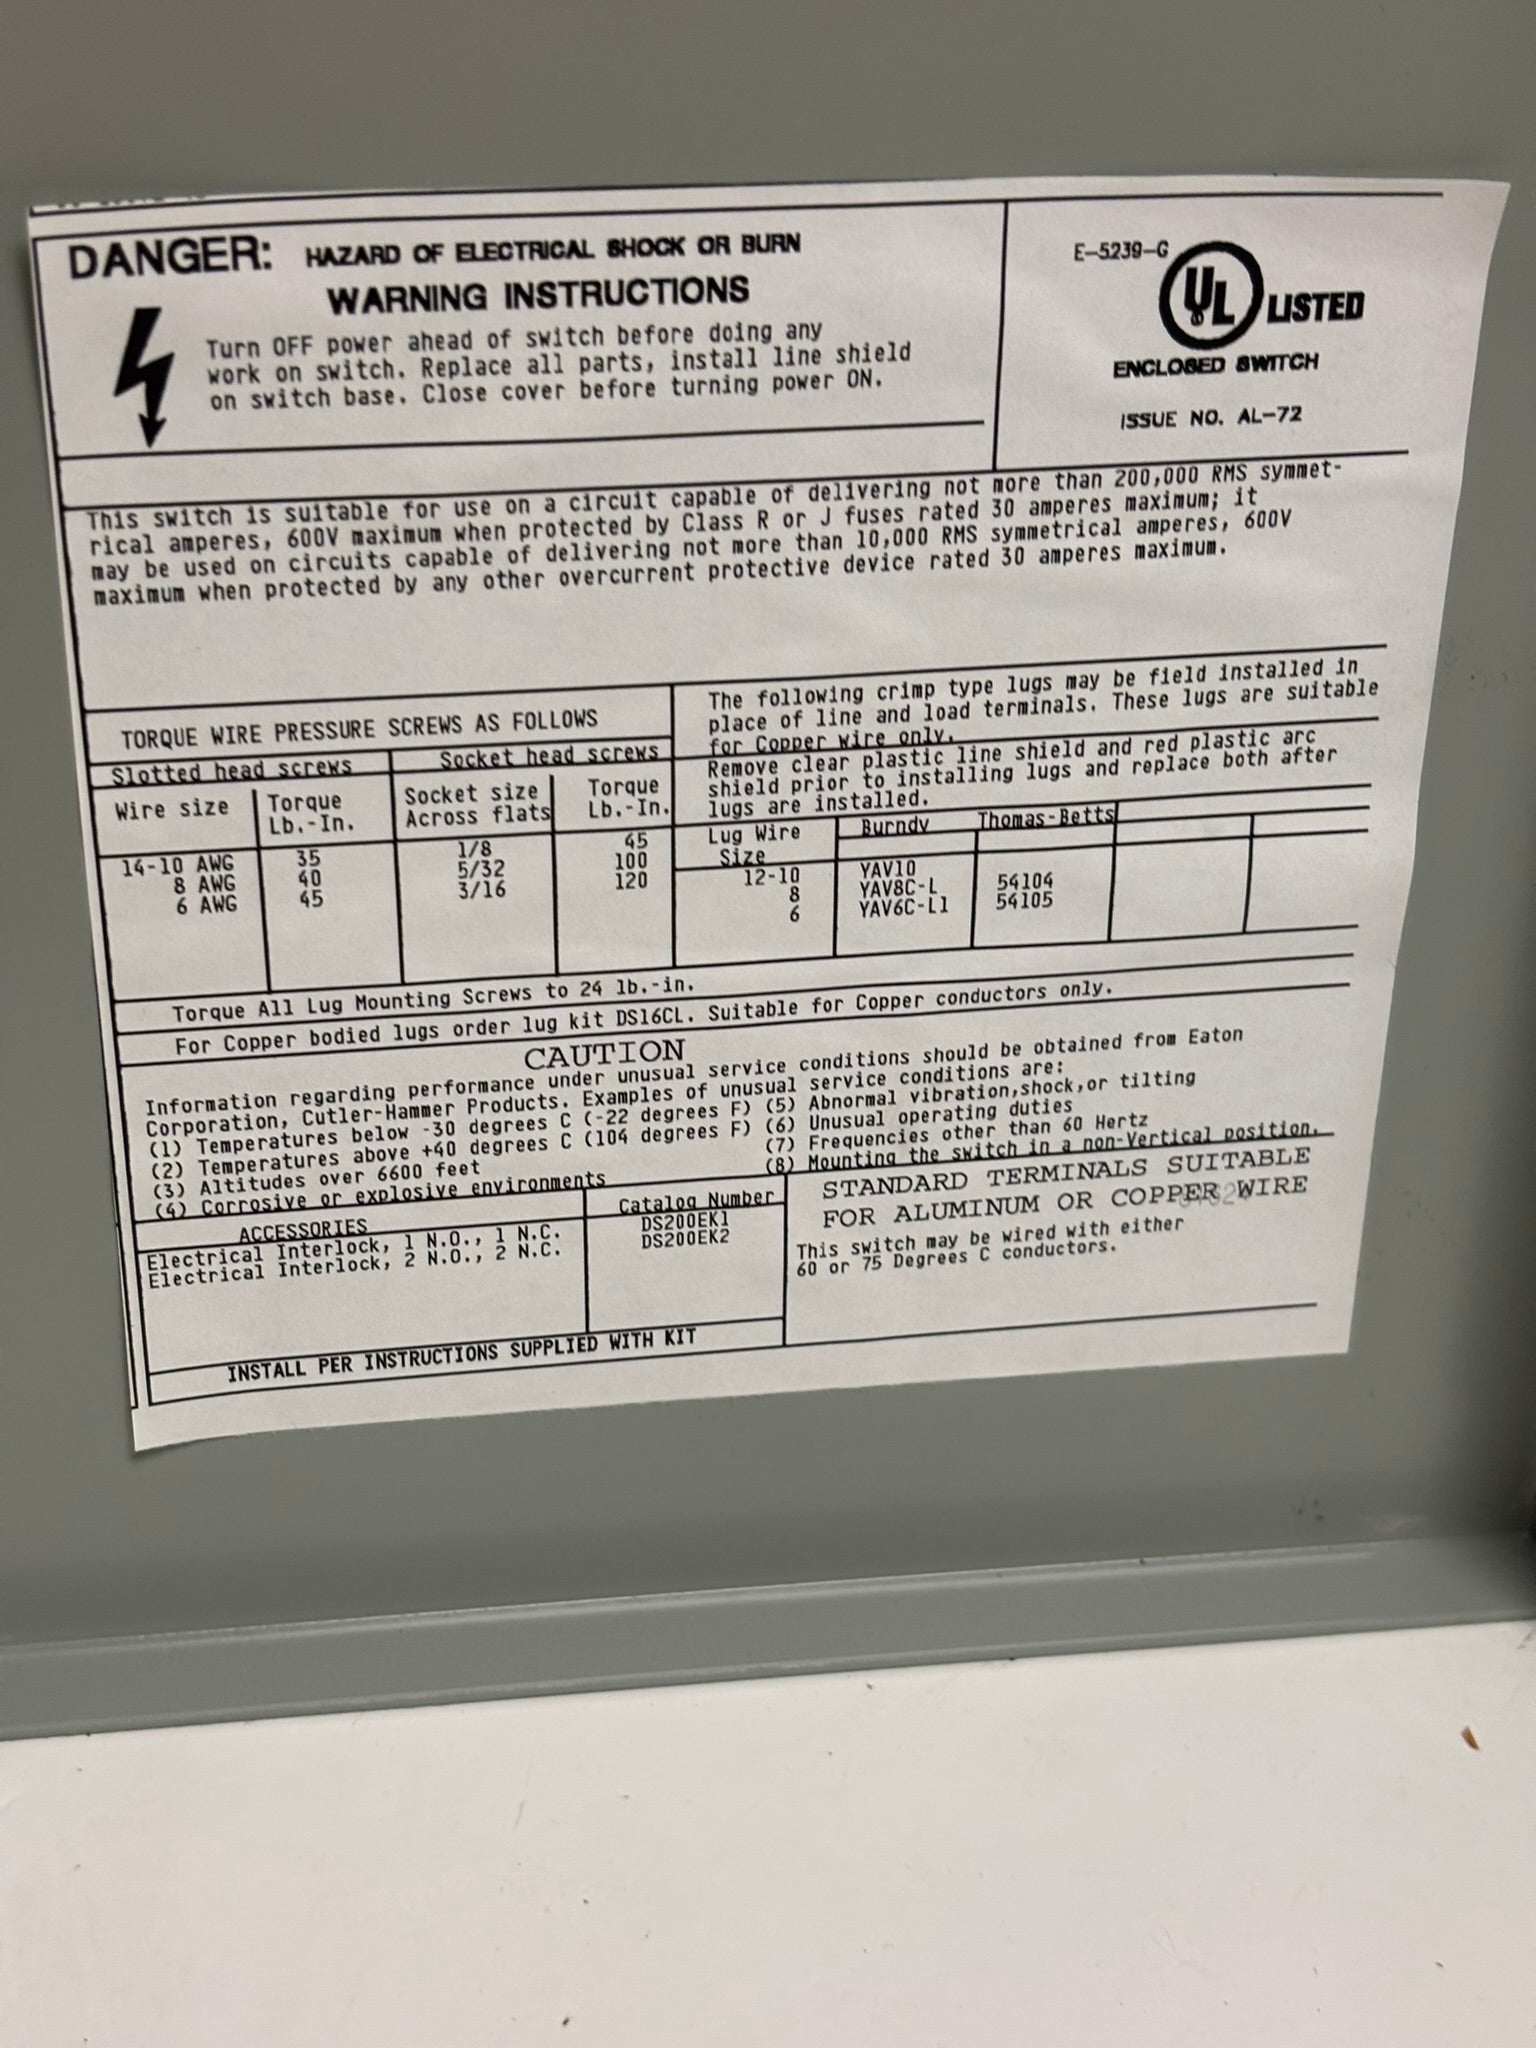 DANGER: HAZARD OF ELECTRICAL SHOCK OR BURN
WARNING INSTRUCTIONS
Turn OFF power ahead of switch before doing any
work on switch. Replace all parts, install line shield
on switch base. Close cover before turning power ON.
E-5239-G
UL LISTED
ENCLOSED SWITCH
ISSUE NO. AL-72
This switch is suitable for use on a circuit capable of delivering not more than 200,000 RMS symmet-
rical amperes, 600V maximum when protected by Class R or J fuses rated 30 amperes maximum; it
may be used on circuits capable of delivering not more than 10,000 RMS symmetrical amperes, 600V
maximum when protected by any other overcurrent protective device rated 30 amperes maximum.
TORQUE WIRE PRESSURE SCREWS AS FOLLOWS
Slotted head screws Socket head screws
Wire size Torque Socket size Torque
Lb.-In. Across flats Lb.-In.
14-10 AWG 35 1/8 45
8 AWG 40 5/32 100
6 AWG 45 3/16 120
The following crimp type lugs may be field installed in
place of line and load terminals. These lugs are suitable
for Copper wire only.
Remove clear plastic line shield and red plastic arc
shield prior to installing lugs and replace both after
lugs are installed.
Lug Wire Burndy Thomas-Betts
Size
12-10 YAV10
8 YAV8C-L 54104
6 YAV6C-L1 54105
Torque All Lug Mounting Screws to 24 lb.-in.
For Copper bodied lugs order lug kit DS16CL. Suitable for Copper conductors only.
CAUTION
Information regarding performance under unusual service conditions should be obtained from Eaton
Corporation, Cutler-Hammer Products. Examples of unusual service conditions are:
(1) Temperatures below -30 degrees C (-22 degrees F) (5) Abnormal vibration,shock,or tilting
(2) Temperatures above +40 degrees C (104 degrees F) (6) Unusual operating duties
(3) Altitudes over 6600 feet (7) Frequencies other than 60 Hertz
(4) Corrosive or explosive environments (8) Mounting the switch in a non-Vertical position.
ACCESSORIES Catalog Number
Electrical Interlock, 1 N.O., 1 N.C. DS200EK1
Electrical Interlock, 2 N.O., 2 N.C. DS200EK2
INSTALL PER INSTRUCTIONS SUPPLIED WITH KIT
STANDARD TERMINALS SUITABLE
FOR ALUMINUM OR COPPER WIRE
This switch may be wired with either
60 or 75 Degrees C conductors.